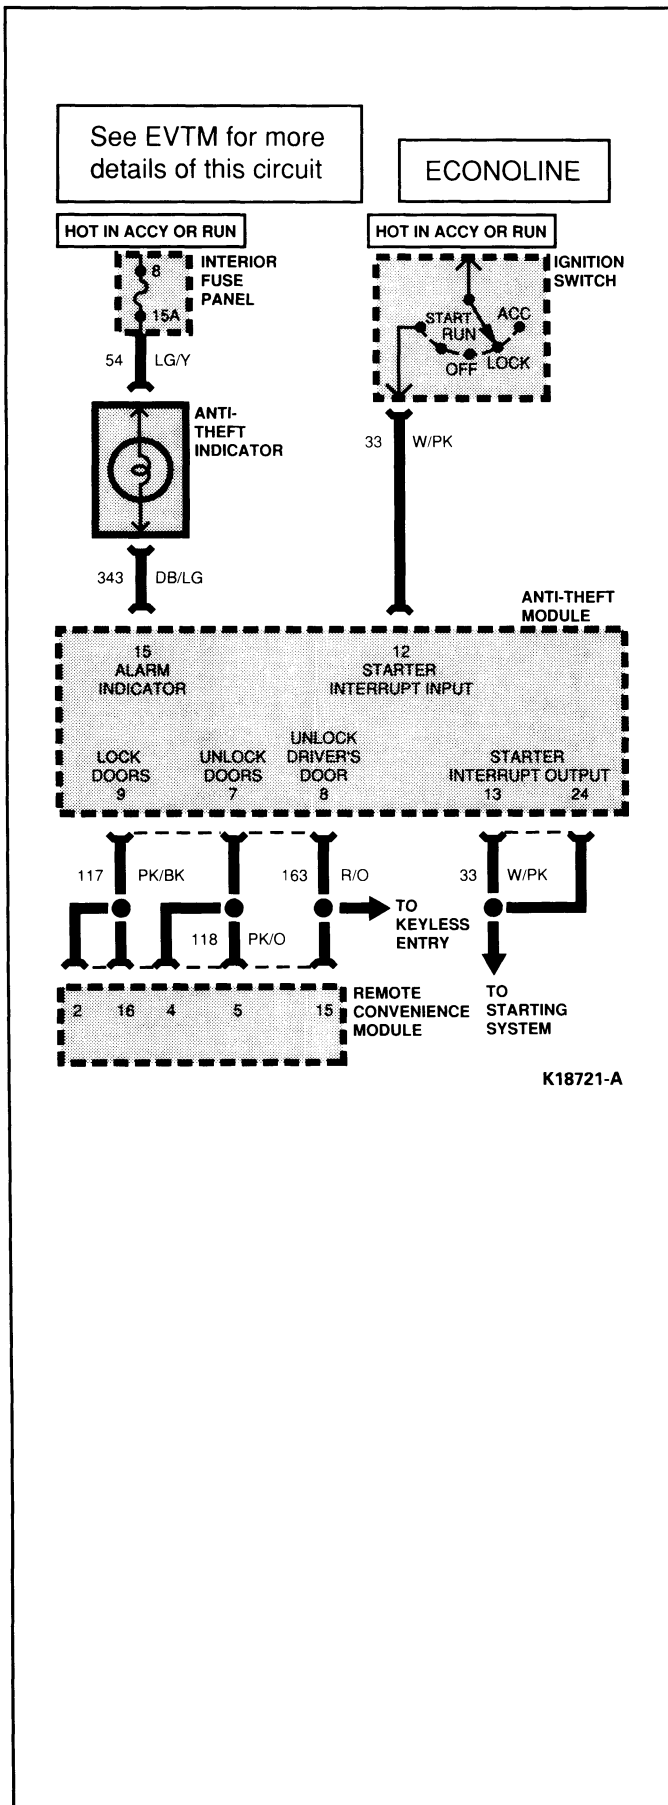 See EVTM for more
details of this circuit
ECONOLINE
HOT IN ACCY OR RUN
HOT IN ACCY OR RUN
8
15A
INTERIOR
FUSE
PANEL
IGNITION
SWITCH
START
ACC
RUN
OFF
LOCK
54
LG/Y
ANTI-
THEFT
INDICATOR
33
W/PK
343
DB/LG
ANTI-THEFT
MODULE
15
ALARM
INDICATOR
12
STARTER
INTERRUPT INPUT
LOCK
DOORS
9
UNLOCK
DOORS
7
UNLOCK
DRIVER'S
DOOR
8
STARTER
INTERRUPT OUTPUT
13
24
117
PK/BK
163
R/O
33
W/PK
118
PK/O
TO
KEYLESS
ENTRY
2
16
4
5
15
REMOTE
CONVENIENCE
MODULE
TO
STARTING
SYSTEM
K18721-A